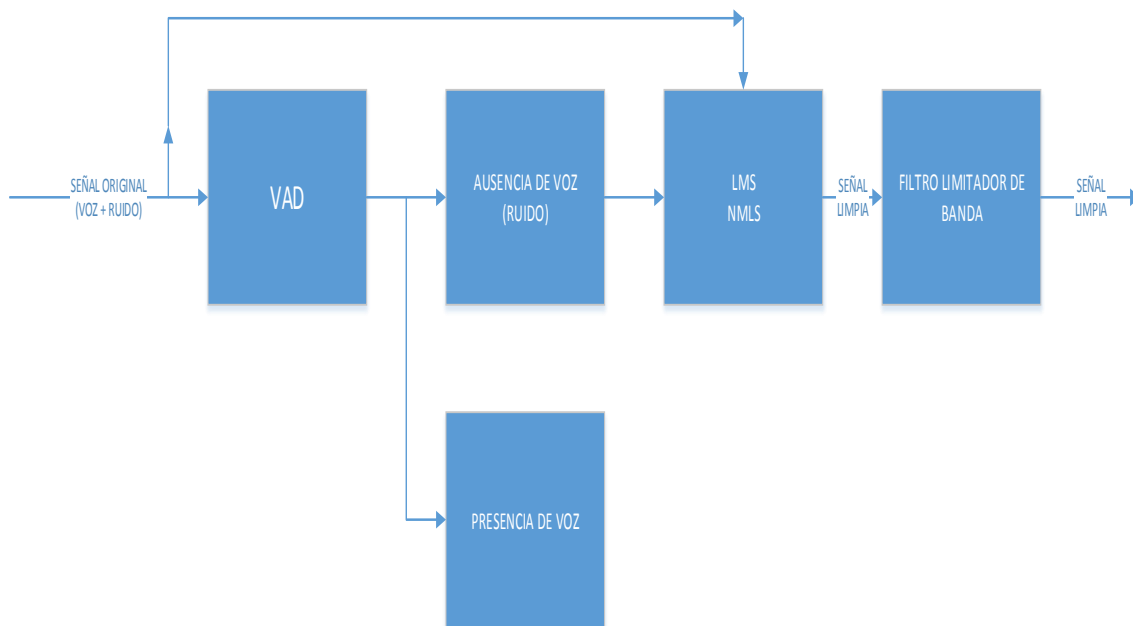 SEÑAL ORIGINAL
(VOZ + RUIDO)
VAD
AUSENCIA DE VOZ
(RUIDO)
LMS
NMLS
SEÑAL
LIMPIA
FILTRO LIMITADOR DE
BANDA
SEÑAL
LIMPIA
PRESENCIA DE VOZ